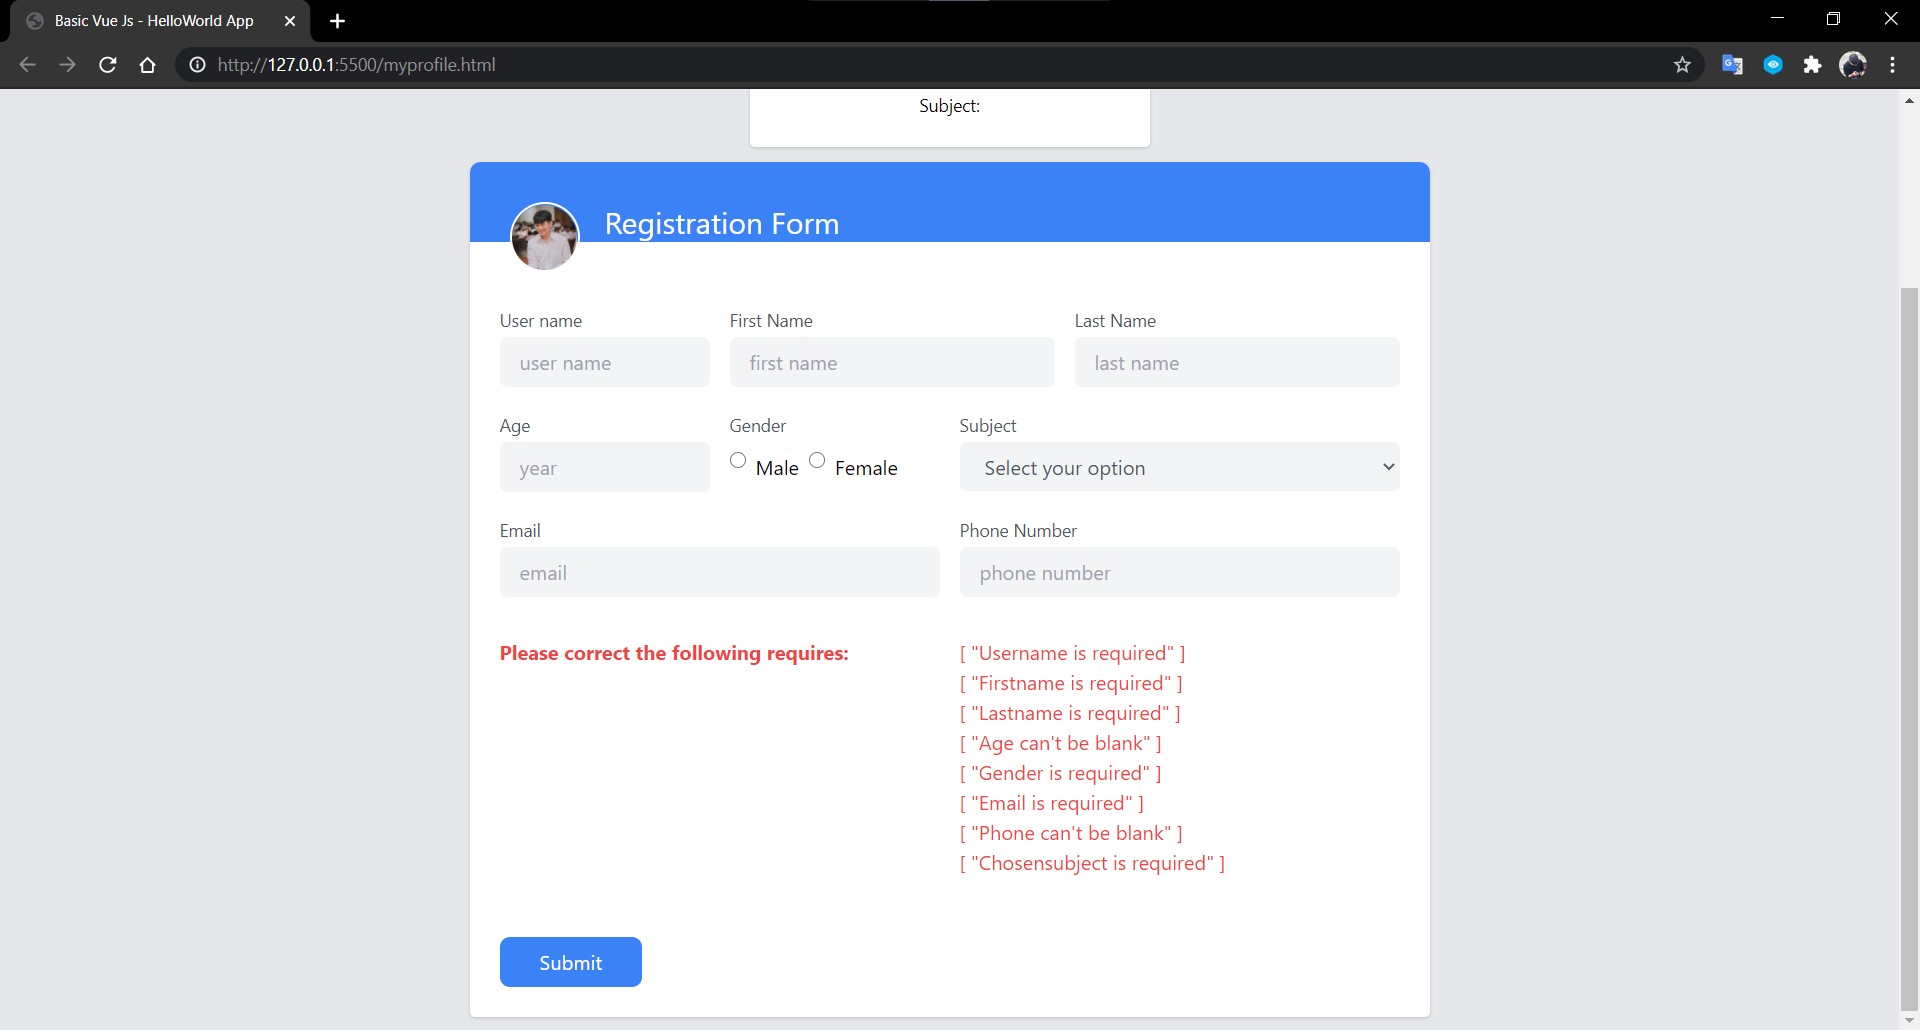 Basic Vue Js - HelloWorld App
http://127.0.0.1:5500/myprofile.html
Subject:
Registration Form
User name First Name Last Name
user name first name last name
Age Gender Subject
year Male Female Select your option
Email Phone Number
email phone number
Please correct the following requires: [ "Username is required" ]
[ "Firstname is required" ]
[ "Lastname is required" ]
[ "Age can't be blank" ]
[ "Gender is required" ]
[ "Email is required" ]
[ "Phone can't be blank" ]
[ "Chosensubject is required" ]
Submit